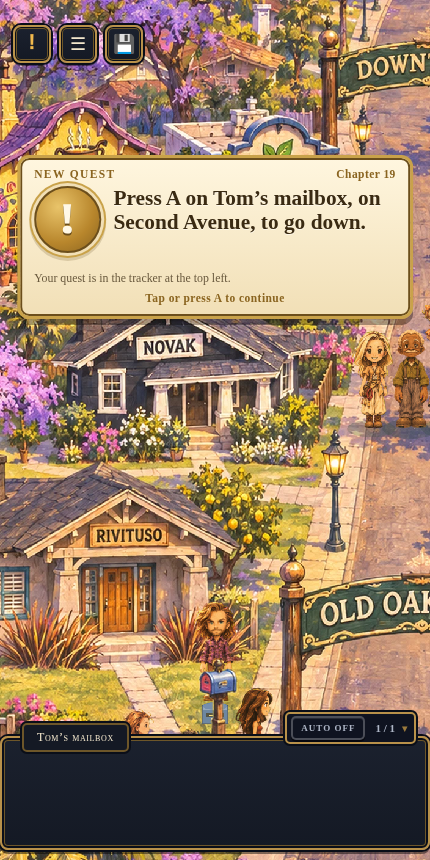 !
DOWNT
NEW QUEST
Chapter 19
!
Press A on Tom’s mailbox, on
Second Avenue, to go down.
Your quest is in the tracker at the top left.
Tap or press A to continue
NOVAK
RIVITUSO
OLD OAK
AUTO OFF
1 / 1
Tom’s mailbox